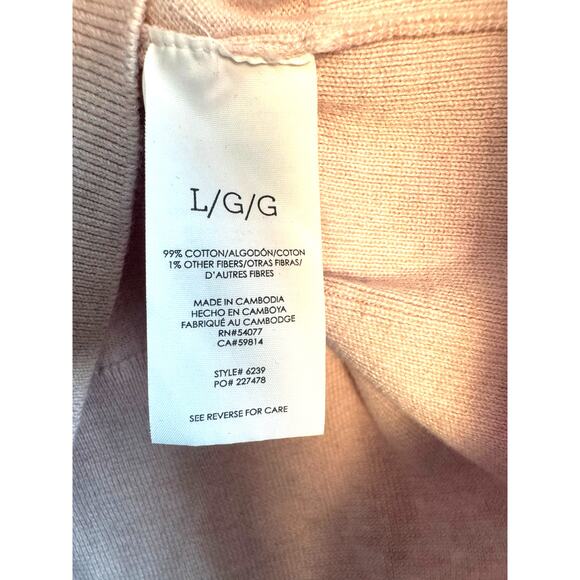 L/G/G
99% COTTON/ALGODÓN/COTON
1% OTHER FIBERS/OTRAS FIBRAS/
D'AUTRES FIBRES
MADE IN CAMBODIA
HECHO EN CAMBOYA
FABRIQUÉ AU CAMBODGE
RN#54077
CA#59814
STYLE# 6239
PO# 227478
SEE REVERSE FOR CARE